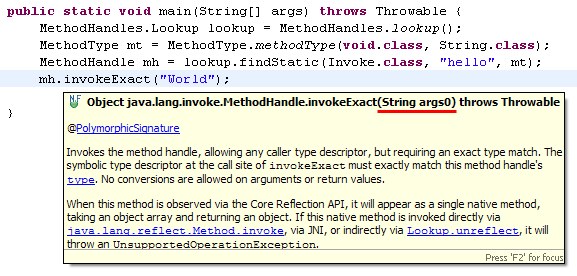 public static void main(String[] args) throws Throwable {
MethodHandles.Lookup lookup = MethodHandles.lookup();
MethodType mt = MethodType.methodType(void.class, String.class);
MethodHandle mh = lookup.findStatic(Invoke.class, "hello", mt);
mh.invokeExact("World");
}
Object java.lang.invoke.MethodHandle.invokeExact(String args0) throws Throwable
@PolymorphicSignature
Invokes the method handle, allowing any caller type descriptor, but requiring an exact type match. The
symbolic type descriptor at the call site of invokeExact must exactly match this method handle's
type. No conversions are allowed on arguments or return values.
When this method is observed via the Core Reflection API, it will appear as a single native method,
taking an object array and returning an object. If this native method is invoked directly via
java.lang.reflect.Method.invoke, via JNI, or indirectly via Lookup.unreflect, it will
throw an UnsupportedOperationException.
Press 'F2' for focus